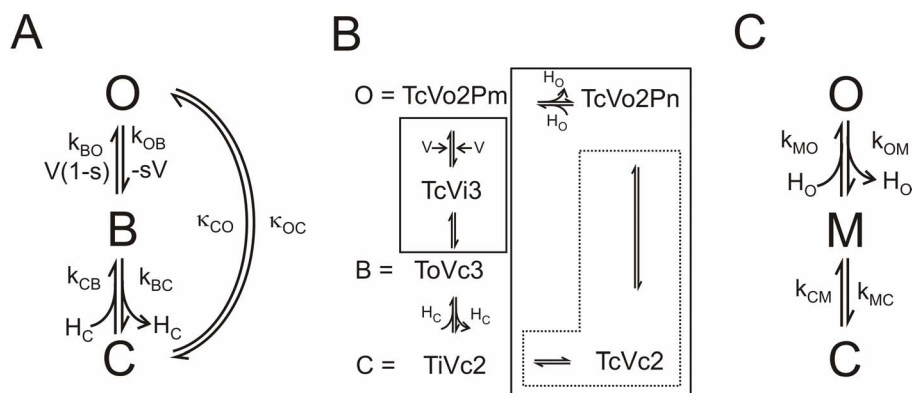 A
O
k_BO k_OB
V(1-s) -sV
κ_CO κ_OC
B
k_CB k_BC
H_C H_C
C
B
O = TcVo2Pm
H_O
H_O
TcVo2Pn
V V
TcVi3
B = ToVc3
H_C H_C
C = TiVc2
TcVc2
C
O
k_MO k_OM
H_O H_O
M
k_CM k_MC
C